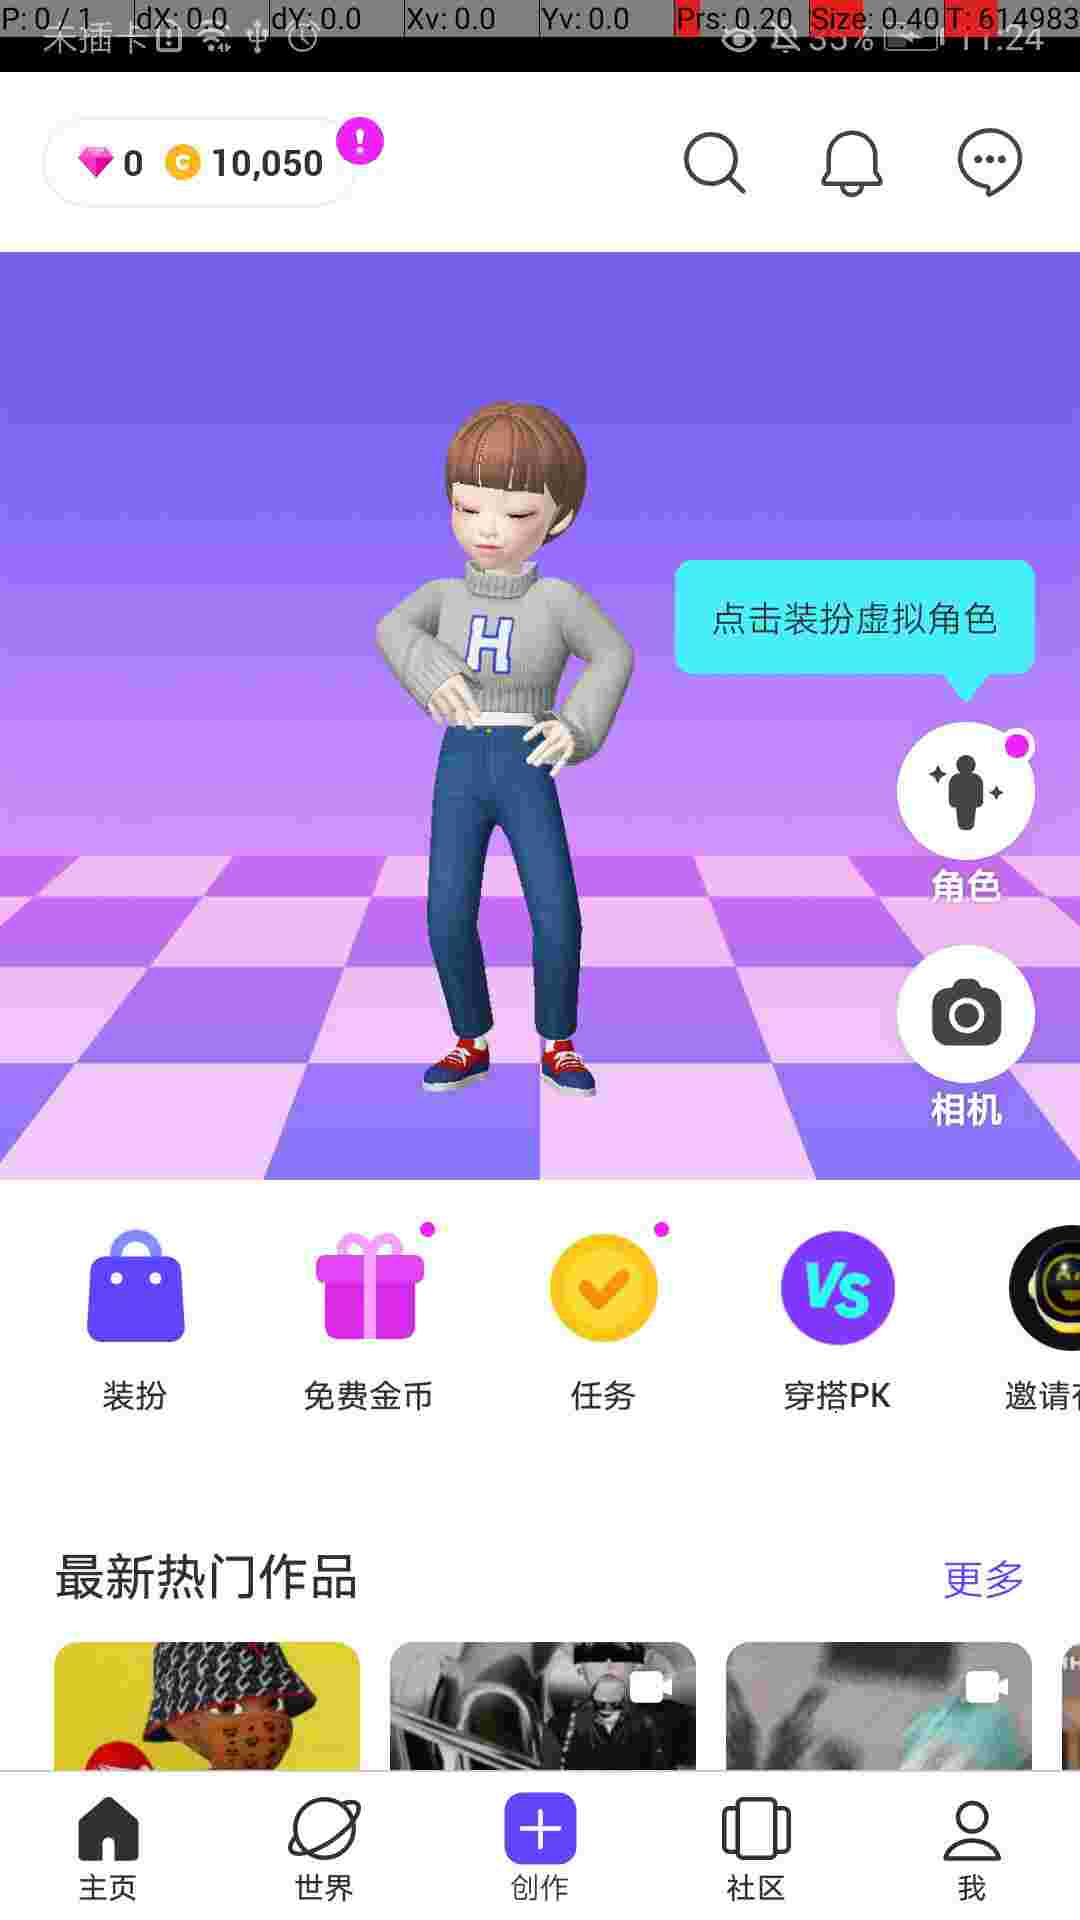 P: 0 / 1 dX: 0.0 dY: 0.0 Xv: 0.0 Yv: 0.0 Prs: 0.20 Size: 0.40 T: 614983
未插卡 35% 11:24
0 C 10,050 !
H
点击装扮虚拟角色
角色
相机
VS
装扮 免费金币 任务 穿搭PK 邀请
最新热门作品 更多
主页 世界 创作 社区 我